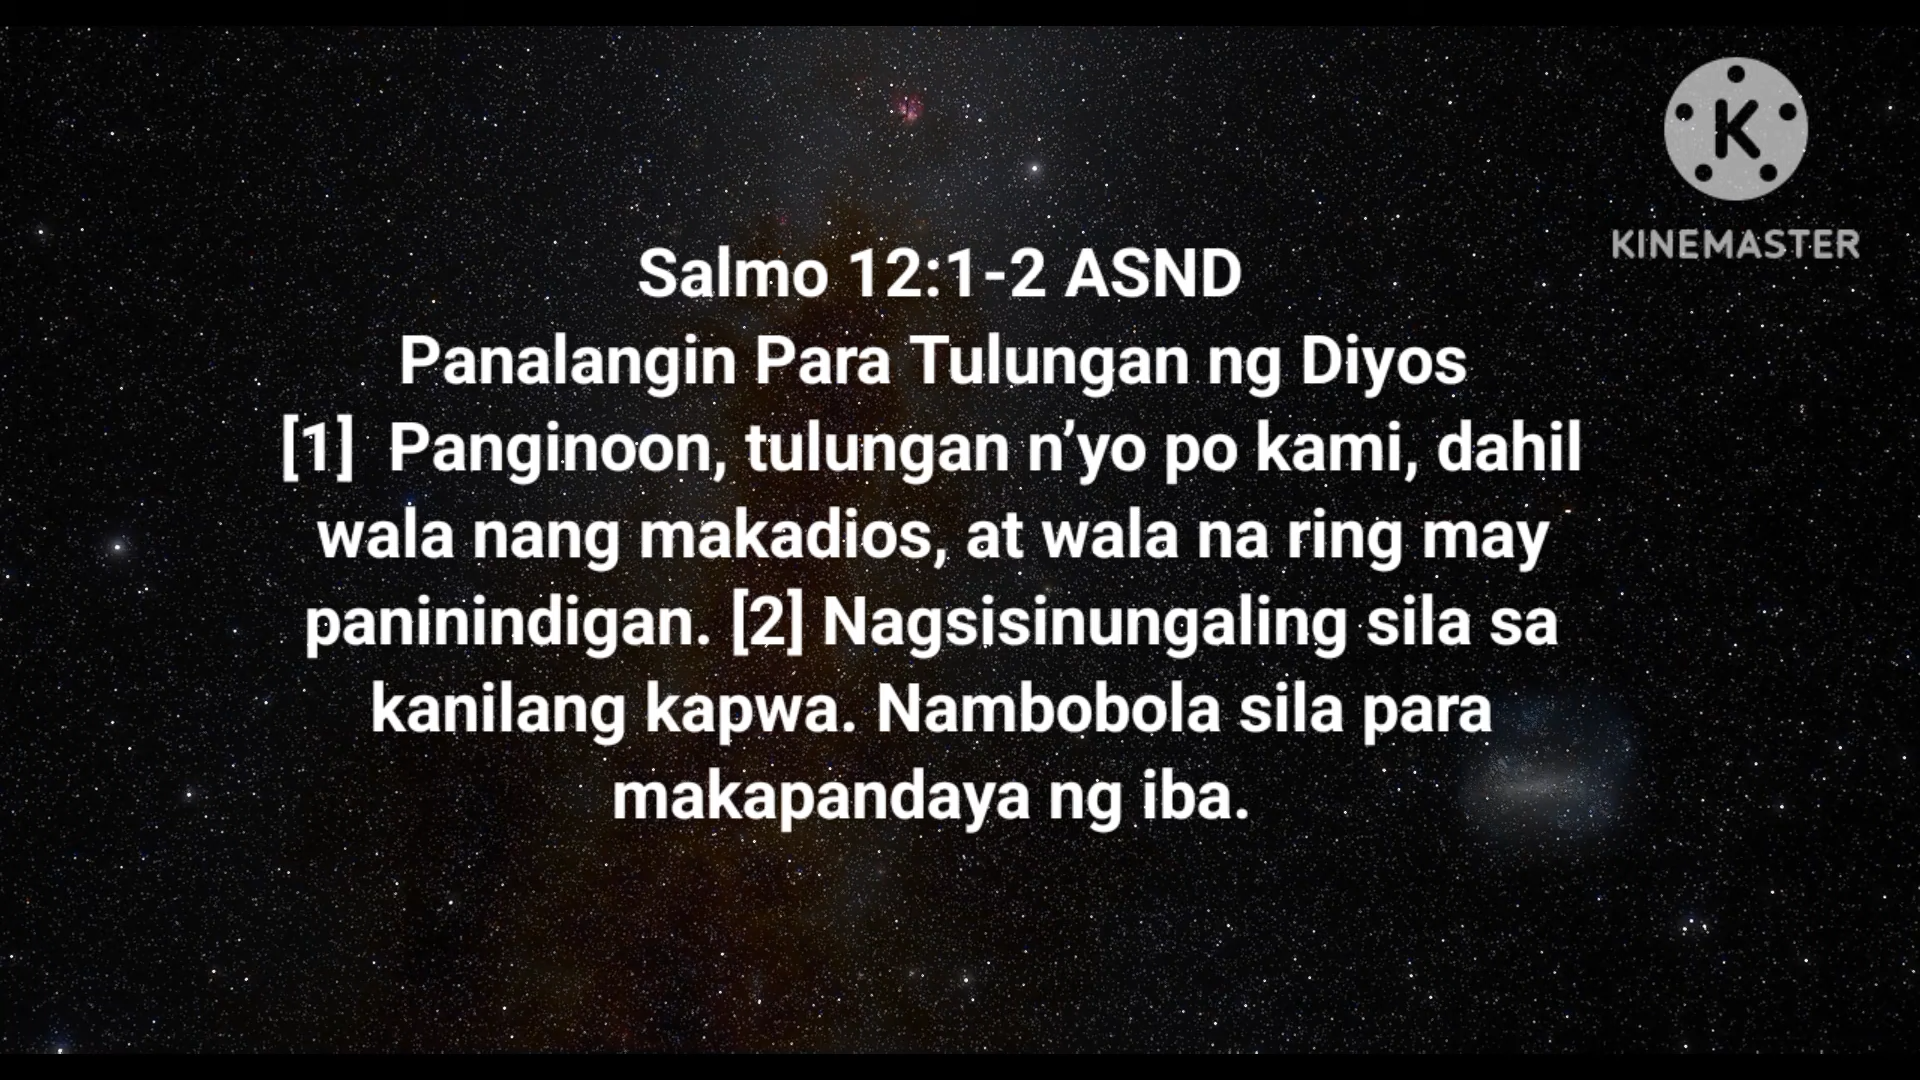 K
KINEMASTER
Salmo 12:1-2 ASND
Panalangin Para Tulungan ng Diyos
[1]  Panginoon, tulungan n’yo po kami, dahil
wala nang makadios, at wala na ring may
paninindigan. [2] Nagsisinungaling sila sa
kanilang kapwa. Nambobola sila para
makapandaya ng iba.